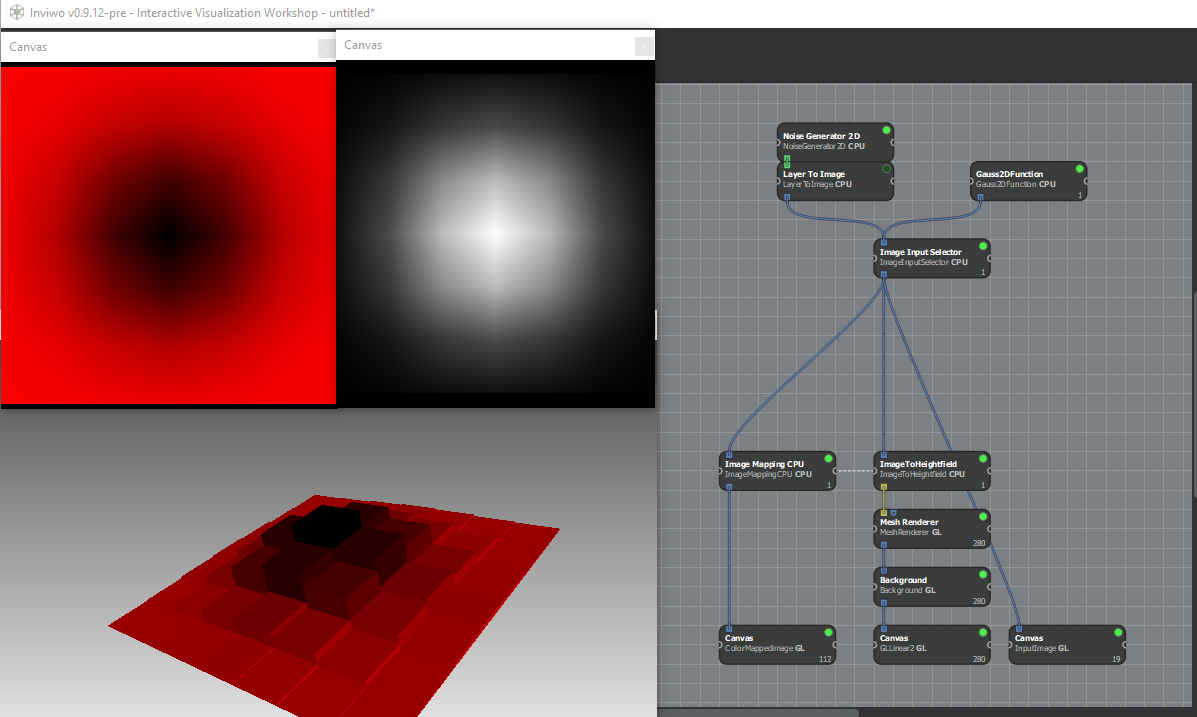 Inviwo v0.9.12-pre - Interactive Visualization Workshop - untitled*
Canvas
Canvas
Noise Generator 2D
NoiseGenerator2D CPU
Layer To Image
LayerToImage CPU
Gauss2DFunction
Gauss2DFunction CPU
1
Image Input Selector
ImageInputSelector CPU
1
Image Mapping CPU
ImageMappingCPU CPU
1
ImageToHeightfield
ImageToHeightfield CPU
1
Mesh Renderer
MeshRenderer GL
280
Background
Background GL
280
Canvas
ColorMappedimage GL
112
Canvas
GLLinear2 GL
280
Canvas
InputImage GL
19